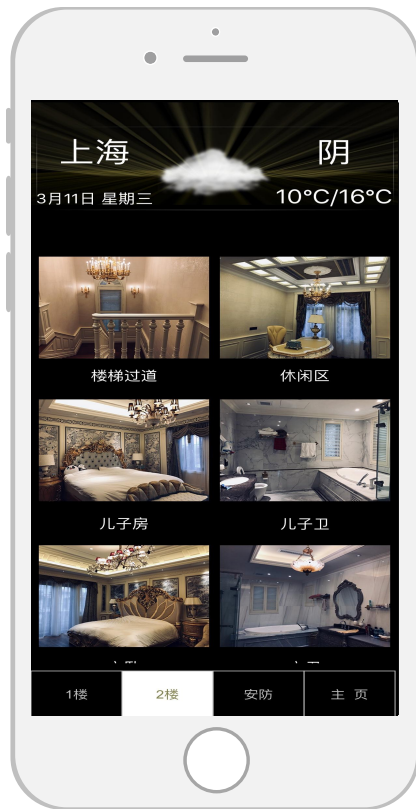 上海
阴
3月11日 星期三
10°C/16°C
楼梯过道
休闲区
儿子房
儿子卫
1楼
2楼
安防
主 页